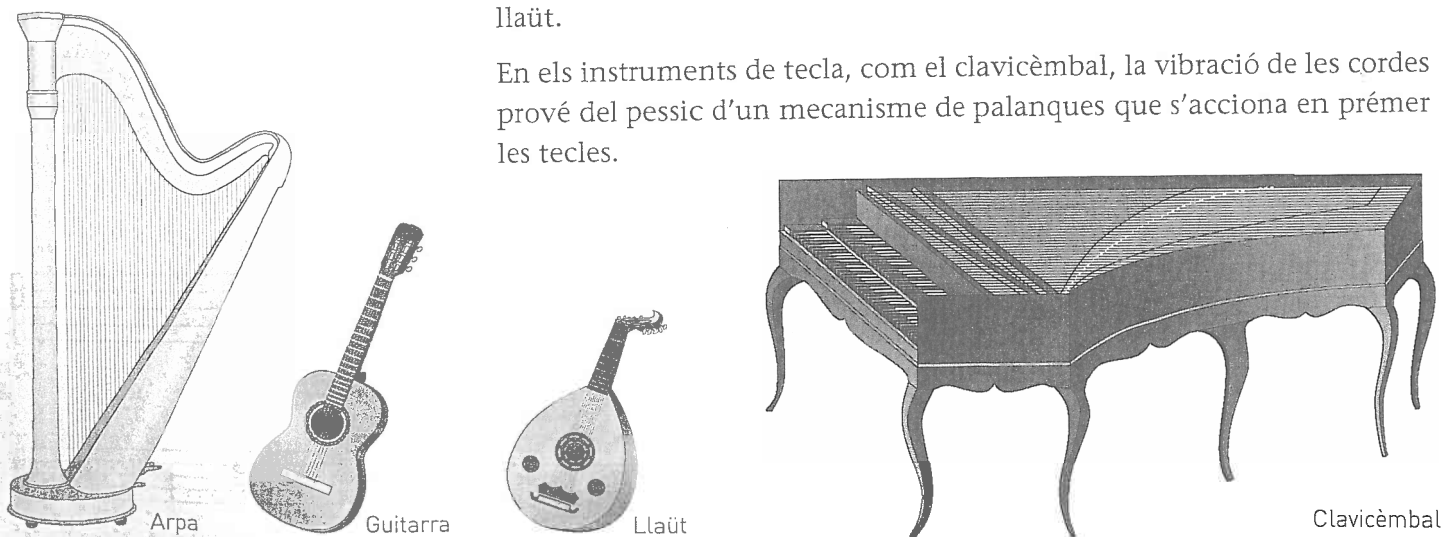 llaüt.
En els instruments de tecla, com el clavicèmbal, la vibració de les cordes
prové del pessic d'un mecanisme de palanques que s'acciona en prémer
les tecles.
Arpa
Guitarra
Llaüt
Clavicèmbal